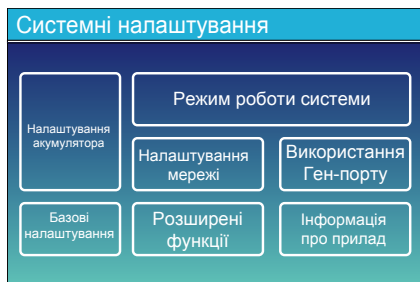 Системні налаштування
Режим роботи системи
Налаштування
акумулятора
Налаштування
мережі
Використання
Ген-порту
Базові
налаштування
Розширені
функції
Інформація
про прилад